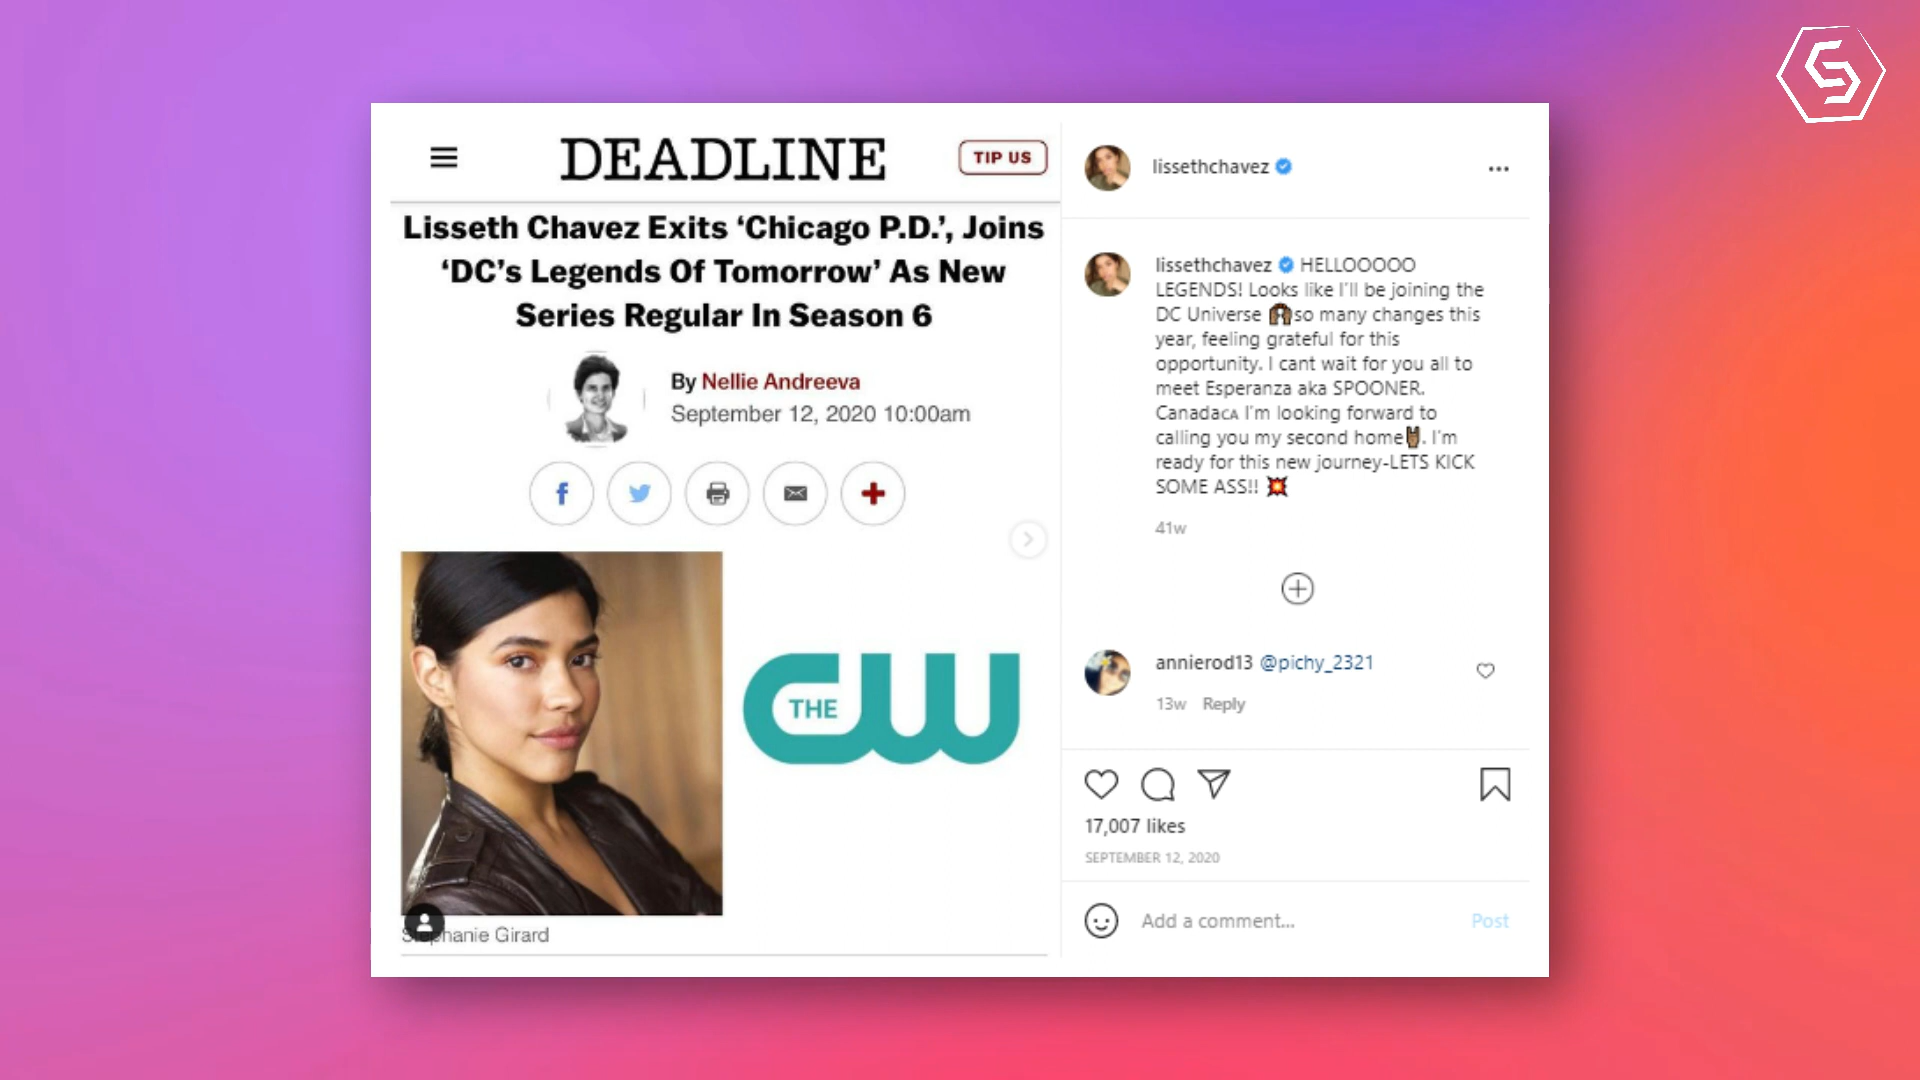 DEADLINE
TIP US
Lisseth Chavez Exits ‘Chicago P.D.’, Joins
‘DC’s Legends Of Tomorrow’ As New
Series Regular In Season 6
By Nellie Andreeva
September 12, 2020 10:00am
THE CW
Stephanie Girard
lissethchavez
lissethchavez HELLOOOOO
LEGENDS! Looks like I'll be joining the
DC Universe 🙆🏾‍♀️so many changes this
year, feeling grateful for this
opportunity. I cant wait for you all to
meet Esperanza aka SPOONER.
Canadaᴄᴀ I'm looking forward to
calling you my second home🤘🏾. I'm
ready for this new journey-LETS KICK
SOME ASS!! 💥
41w
annierod13 @pichy_2321
13w Reply
17,007 likes
SEPTEMBER 12, 2020
Add a comment...
Post